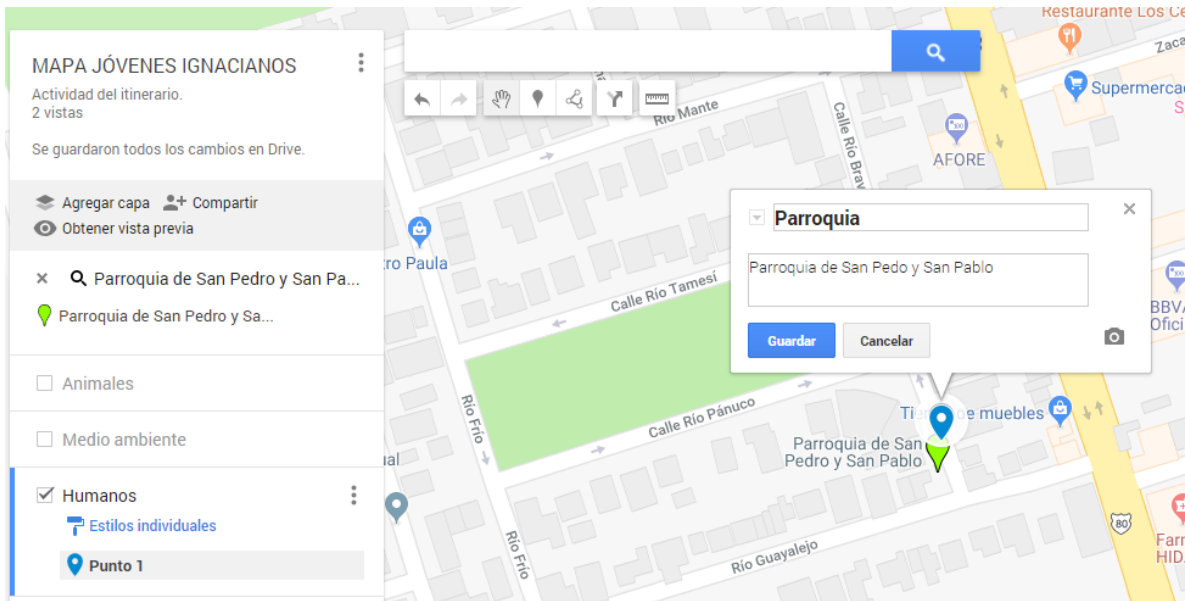 MAPA JÓVENES IGNACIANOS
Actividad del itinerario.
2 vistas
Se guardaron todos los cambios en Drive.
Agregar capa Compartir
Obtener vista previa
Parroquia de San Pedro y San Pa...
Parroquia de San Pedro y Sa...
Animales
Medio ambiente
Humanos
Estilos individuales
Punto 1
Río Mante
Calle Río Brav
AFORE
100
Supermerca
S
Zaca
Restaurante Los Ce
ro Paula
Parroquia
Parroquia de San Pedo y San Pablo
Guardar Cancelar
BBVA
Ofici
Calle Río Tamesí
Río Frío
Calle Río Pánuco
e muebles
Parroquia de San
Pedro y San Pablo
ual
Río Frío
Río Guayalejo
80
Farm
HID